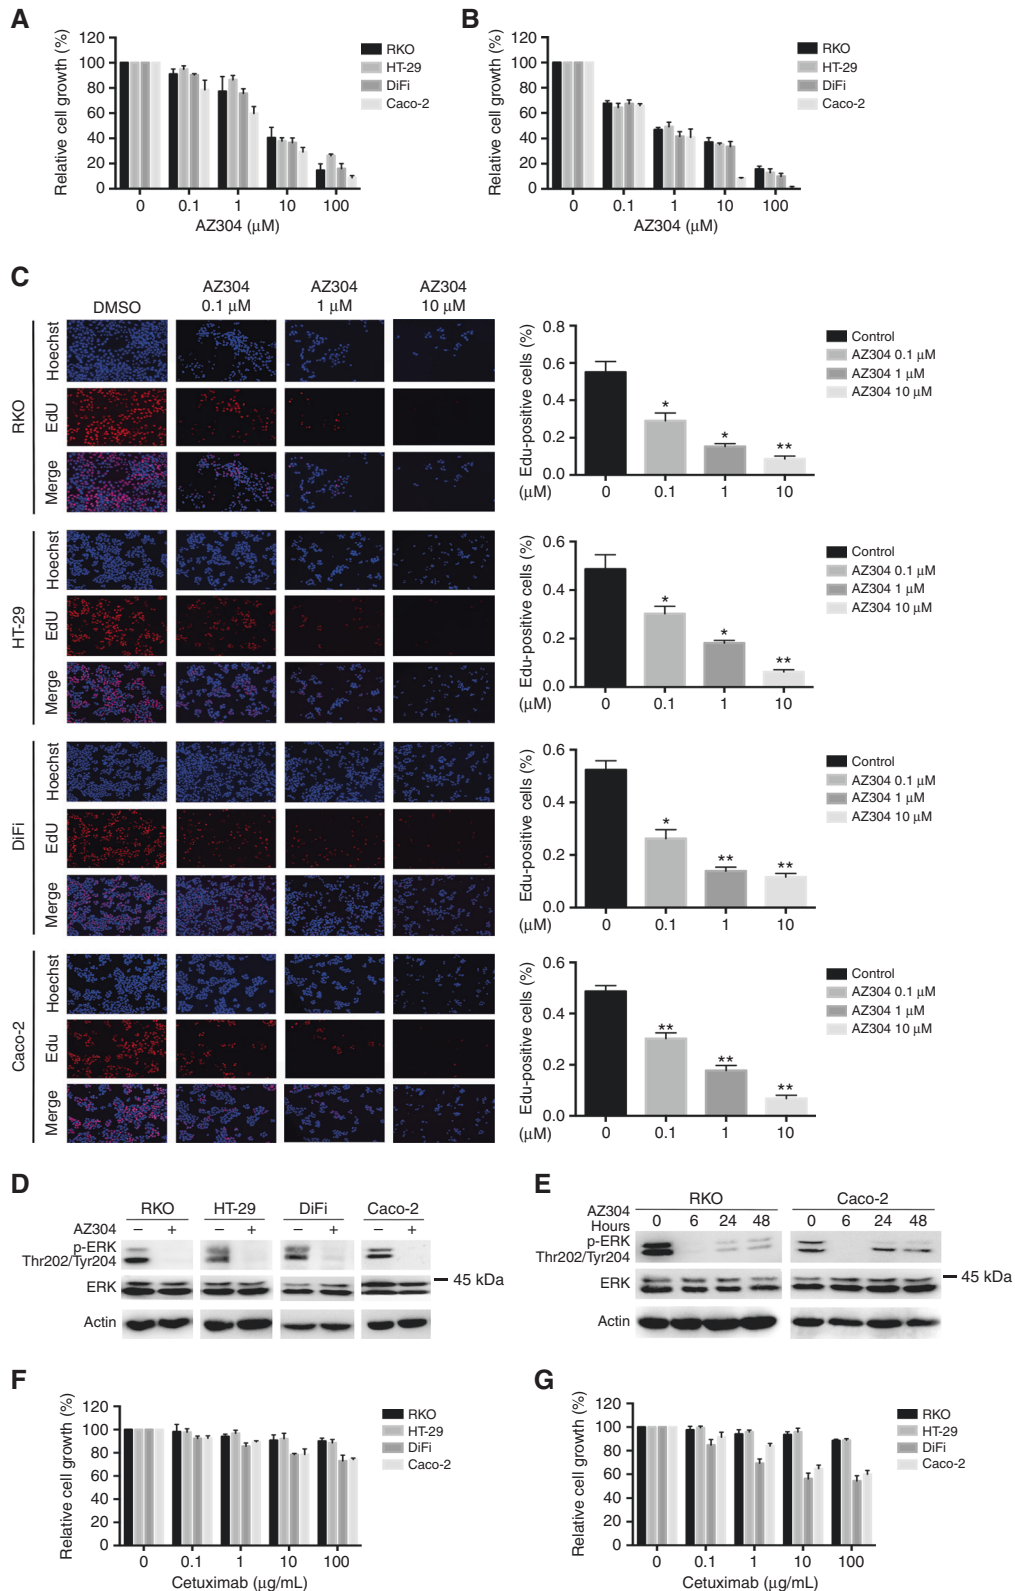 A
Relative cell growth (%)
120
100
80
60
40
20
0
0 0.1 1 10 100
AZ304 (μM)
RKO
HT-29
DiFi
Caco-2
B
Relative cell growth (%)
120
100
80
60
40
20
0
0 0.1 1 10 100
AZ304 (μM)
RKO
HT-29
DiFi
Caco-2
C
DMSO
AZ304
0.1 μM
AZ304
1 μM
AZ304
10 μM
RKO
Hoechst
EdU
Merge
Edu-positive cells (%)
0.8
0.6
0.4
0.2
0.0
* * **
(μM) 0 0.1 1 10
Control
AZ304 0.1 μM
AZ304 1 μM
AZ304 10 μM
HT-29
Hoechst
EdU
Merge
Edu-positive cells (%)
0.6
0.4
0.2
0.0
* * **
(μM) 0 0.1 1 10
Control
AZ304 0.1 μM
AZ304 1 μM
AZ304 10 μM
DiFi
Hoechst
EdU
Merge
Edu-positive cells (%)
0.6
0.4
0.2
0.0
* ** **
(μM) 0 0.1 1 10
Control
AZ304 0.1 μM
AZ304 1 μM
AZ304 10 μM
Caco-2
Hoechst
Edu
Merge
Edu-positive cells (%)
0.6
0.4
0.2
0.0
** ** **
(μM) 0 0.1 1 10
Control
AZ304 0.1 μM
AZ304 1 μM
AZ304 10 μM
D
RKO HT-29 DiFi Caco-2
AZ304 − + − + − + − +
p-ERK
Thr202/Tyr204
ERK
45 kDa
Actin
E
RKO Caco-2
AZ304
Hours 0 6 24 48 0 6 24 48
p-ERK
Thr202/Tyr204
ERK
45 kDa
Actin
F
Relative cell growth (%)
120
100
80
60
40
20
0
0 0.1 1 10 100
Cetuximab (μg/mL)
RKO
HT-29
DiFi
Caco-2
G
Relative cell growth (%)
120
100
80
60
40
20
0
0 0.1 1 10 100
Cetuximab (μg/mL)
RKO
HT-29
DiFi
Caco-2